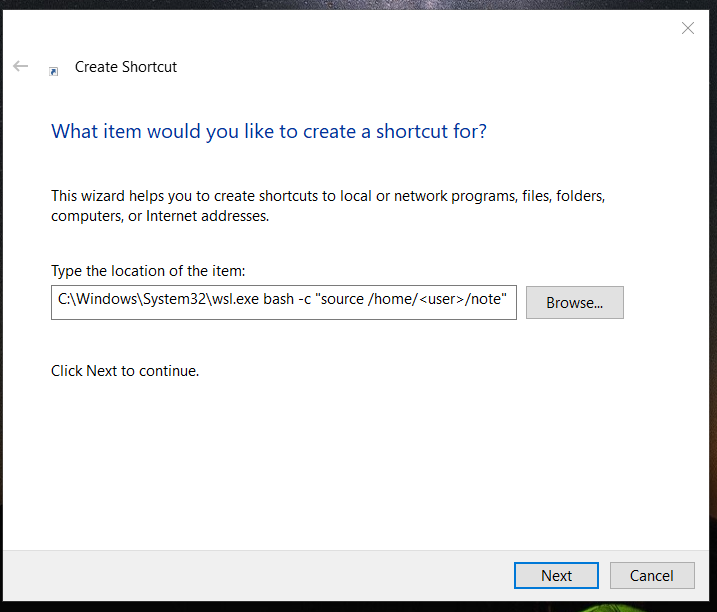 Create Shortcut
What item would you like to create a shortcut for?
This wizard helps you to create shortcuts to local or network programs, files, folders,
computers, or Internet addresses.
Type the location of the item:
C:\Windows\System32\wsl.exe bash -c "source /home/<user>/note"
Browse...
Click Next to continue.
Next
Cancel